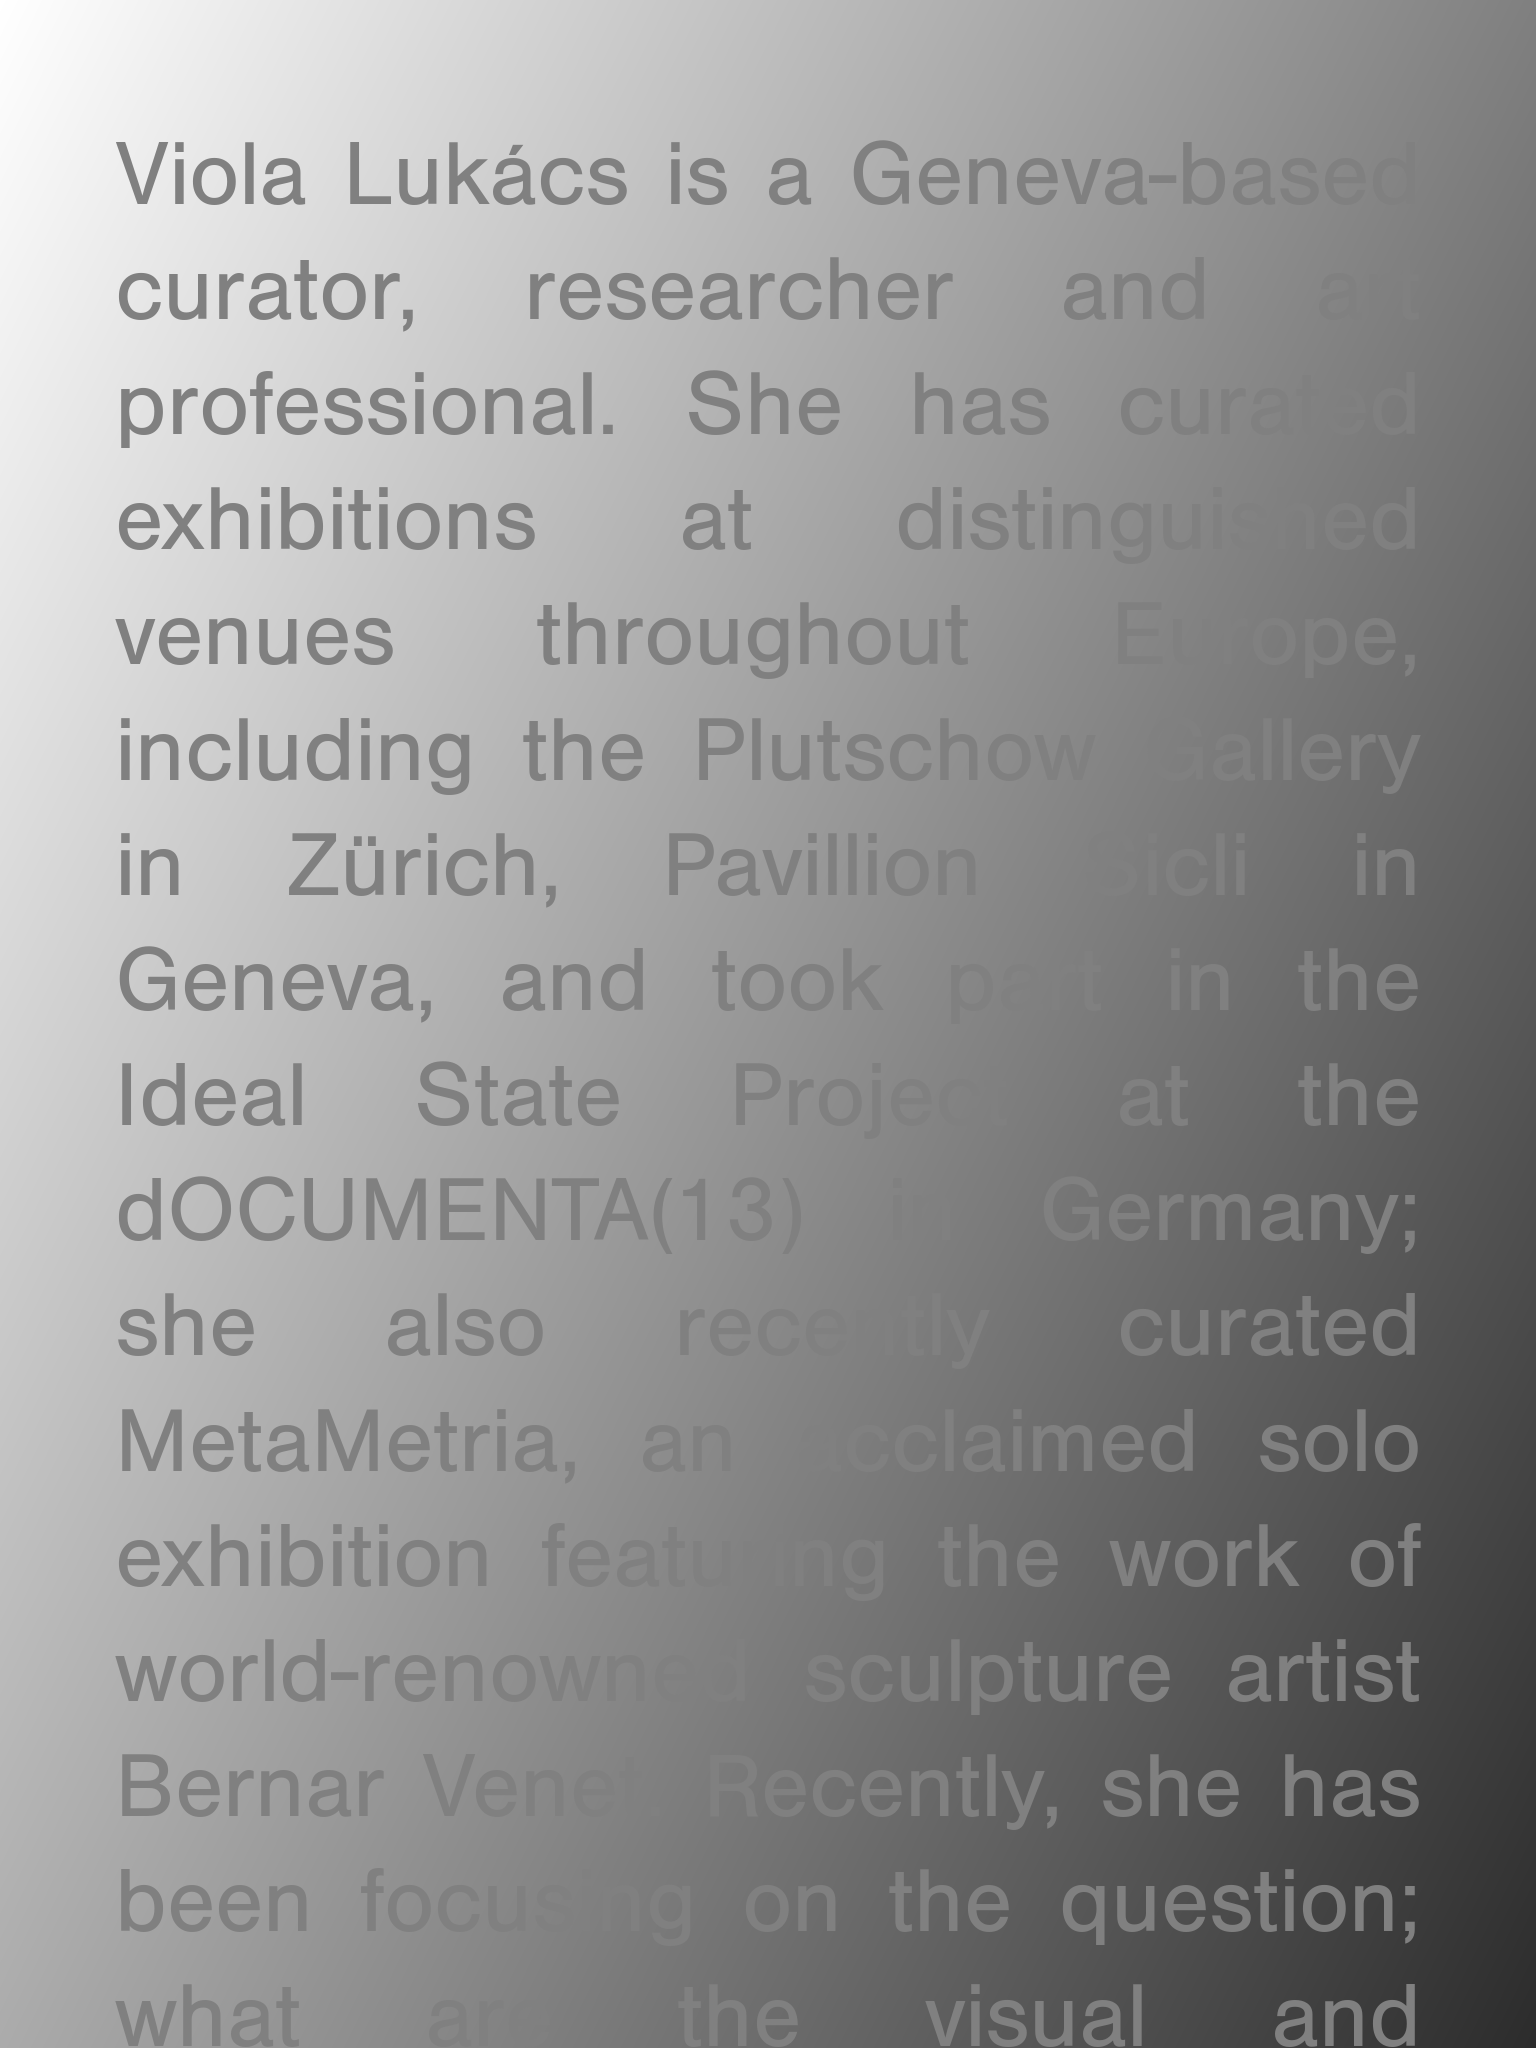 Viola Lukács is a Geneva-based
curator, researcher and art
professional. She has curated
exhibitions at distinguished
venues throughout Europe,
including the Plutschow Gallery
in Zürich, Pavillion Sicli in
Geneva, and took part in the
Ideal State Project at the
dOCUMENTA(13) in Germany;
she also recently curated
MetaMetria, an acclaimed solo
exhibition featuring the work of
world-renowned sculpture artist
Bernar Venet. Recently, she has
been focusing on the question;
what are the visual and